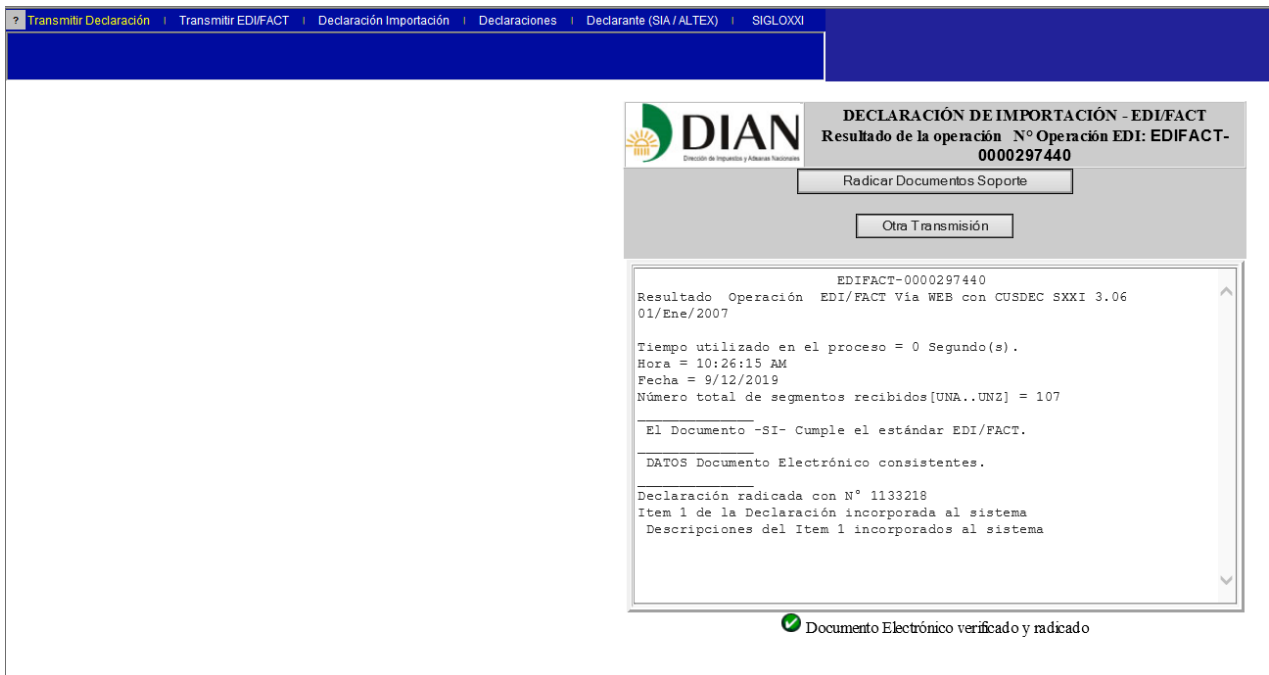 ? Transmitir Declaración | Transmitir EDI/FACT | Declaración Importación | Declaraciones | Declarante (SIA / ALTEX) | SIGLOXXI
DIAN
Dirección de Impuestos y Aduanas Nacionales
DECLARACIÓN DE IMPORTACIÓN - EDI/FACT
Resultado de la operación N° Operación EDI: EDIFACT-
0000297440
Radicar Documentos Soporte
Otra Transmisión
EDIFACT-0000297440
Resultado Operación EDI/FACT Vía WEB con CUSDEC SXXI 3.06
01/Ene/2007
Tiempo utilizado en el proceso = 0 Segundo(s).
Hora = 10:26:15 AM
Fecha = 9/12/2019
Número total de segmentos recibidos[UNA..UNZ] = 107
______________
El Documento -SI- Cumple el estándar EDI/FACT.
______________
DATOS Documento Electrónico consistentes.
______________
Declaración radicada con N° 1133218
Item 1 de la Declaración incorporada al sistema
Descripciones del Item 1 incorporados al sistema
Documento Electrónico verificado y radicado